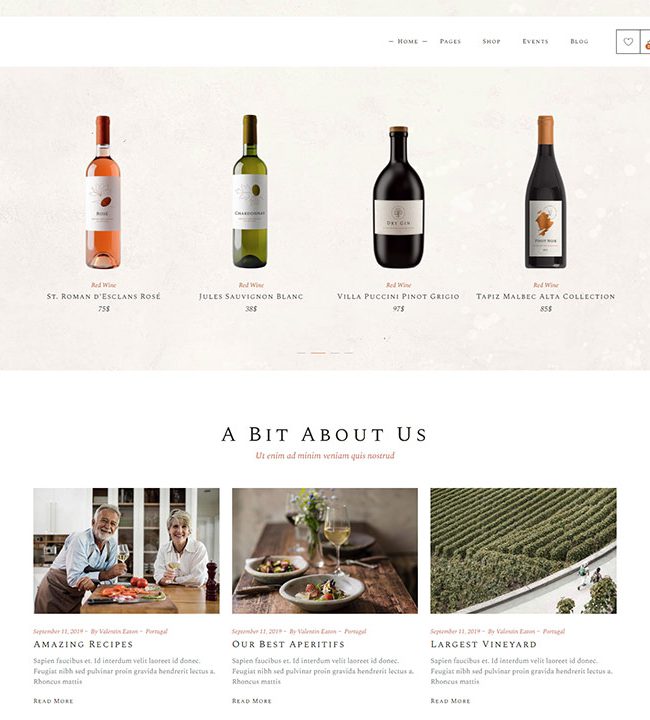 — Home — Pages Shop Events Blog
Rosé
Chardonnay
Dry Gin
Pinot Noir
Red Wine Red Wine Red Wine Red Wine
St. Roman d'Esclans Rosé Jules Sauvignon Blanc Villa Puccini Pinot Grigio Tapiz Malbec Alta Collection
75$ 38$ 97$ 85$
A Bit About Us
Ut enim ad minim veniam quis nostrud
September 11, 2019 – By Valentin Eaton – Portugal
Amazing Recipes
Sapien faucibus et. Id interdum velit laoreet id donec.
Feugiat nibh sed pulvinar proin gravida hendrerit lectus a.
Rhoncus mattis
Read More
September 11, 2019 – By Valentin Eaton – Portugal
Our Best Aperitifs
Sapien faucibus et. Id interdum velit laoreet id donec.
Feugiat nibh sed pulvinar proin gravida hendrerit lectus a.
Rhoncus mattis
Read More
September 11, 2019 – By Valentin Eaton – Portugal
Largest Vineyard
Sapien faucibus et. Id interdum velit laoreet id donec.
Feugiat nibh sed pulvinar proin gravida hendrerit lectus a.
Rhoncus mattis
Read More